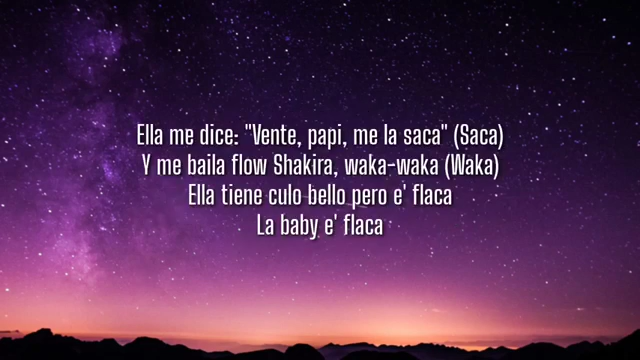 Ella me dice: "Vente, papi, me la saca" (Saca)
Y me baila flow Shakira, waka-waka (Waka)
Ella tiene culo bello pero e' flaca
La baby e' flaca